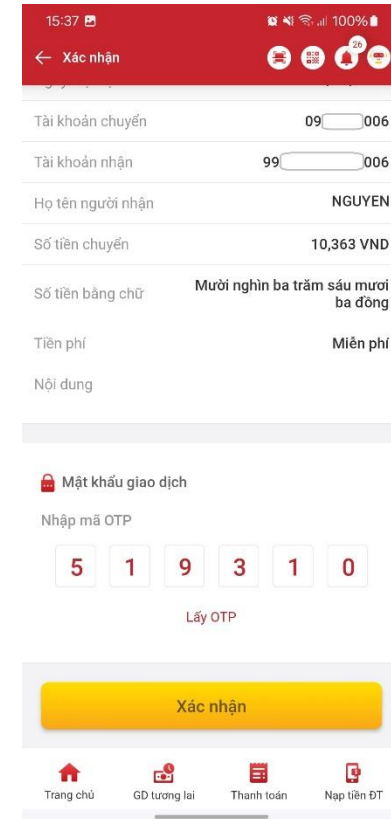 15:37
100%
Xác nhận
26
Tài khoản chuyển
09 006
Tài khoản nhận
99 006
Họ tên người nhận
NGUYEN
Số tiền chuyển
10,363 VND
Số tiền bằng chữ
Mười nghìn ba trăm sáu mươi
ba đồng
Tiền phí
Miễn phí
Nội dung
Mật khẩu giao dịch
Nhập mã OTP
5 1 9 3 1 0
Lấy OTP
Xác nhận
Trang chủ
GD tương lai
Thanh toán
Nạp tiền ĐT